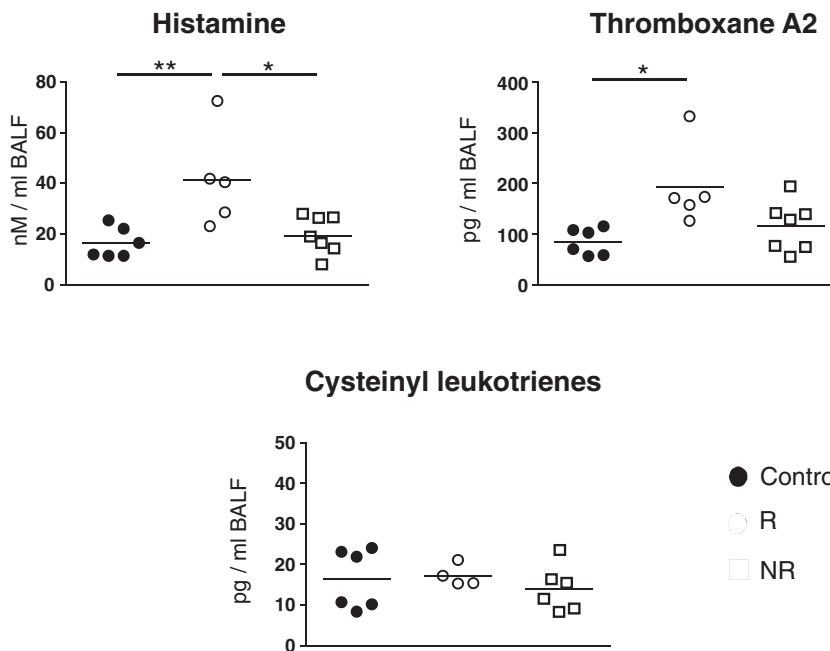 Histamine
Thromboxane A2
** *
*
80
60
40
20
0
nM / ml BALF
400
300
200
100
0
pg / ml BALF
Cysteinyl leukotrienes
50
40
30
20
10
0
pg / ml BALF
Contro
R
NR